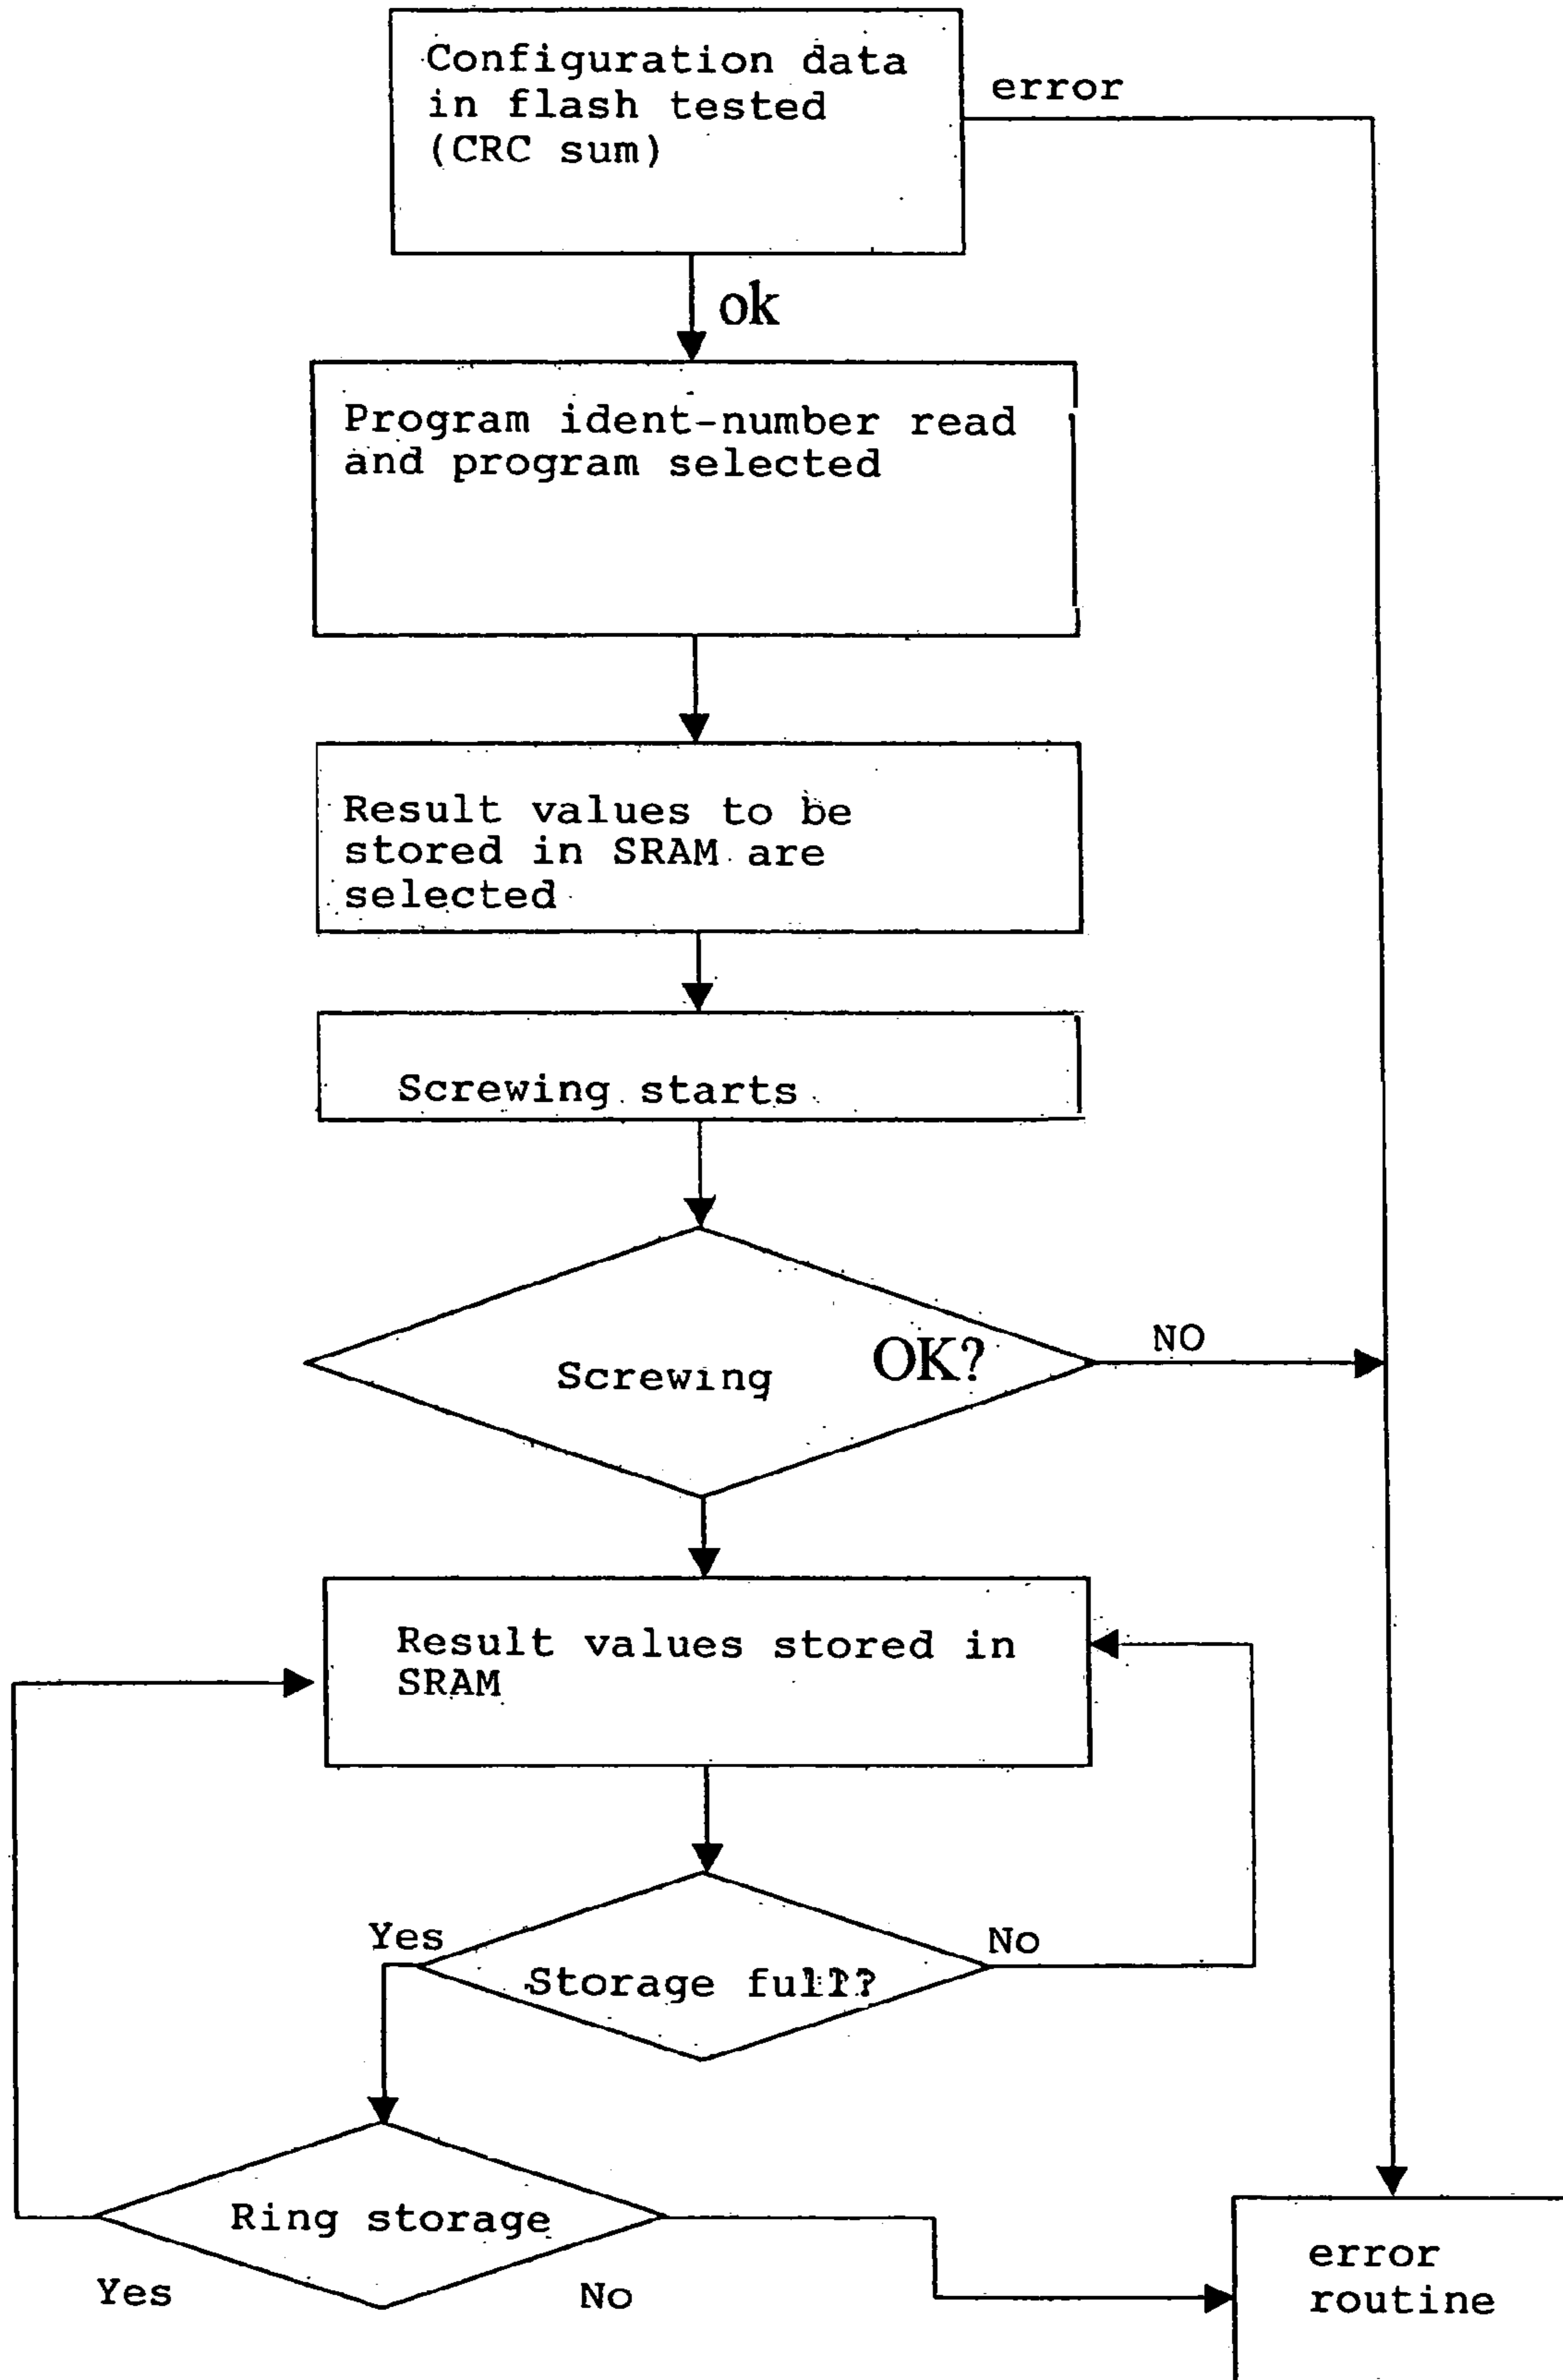 Configuration data
in flash tested
(CRC sum)
error
ok
Program ident-number read
and program selected
Result values to be
stored in SRAM are
selected
Screwing starts
Screwing OK?
NO
Result values stored in
SRAM
Yes
No
Storage full?
Ring storage
Yes
No
error
routine